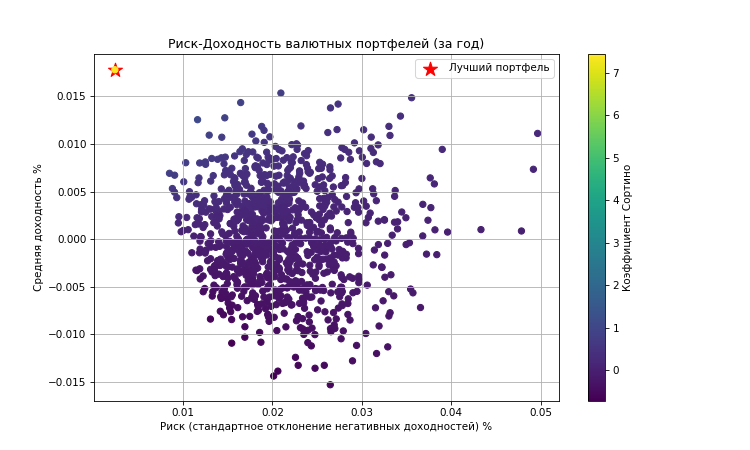 Риск-Доходность валютных портфелей (за год)
Лучший портфель
Средняя доходность %
0.015
0.010
0.005
0.000
−0.005
−0.010
−0.015
0.01 0.02 0.03 0.04 0.05
Риск (стандартное отклонение негативных доходностей) %
7
6
5
4
3
2
1
0
Коэффициент Сортино